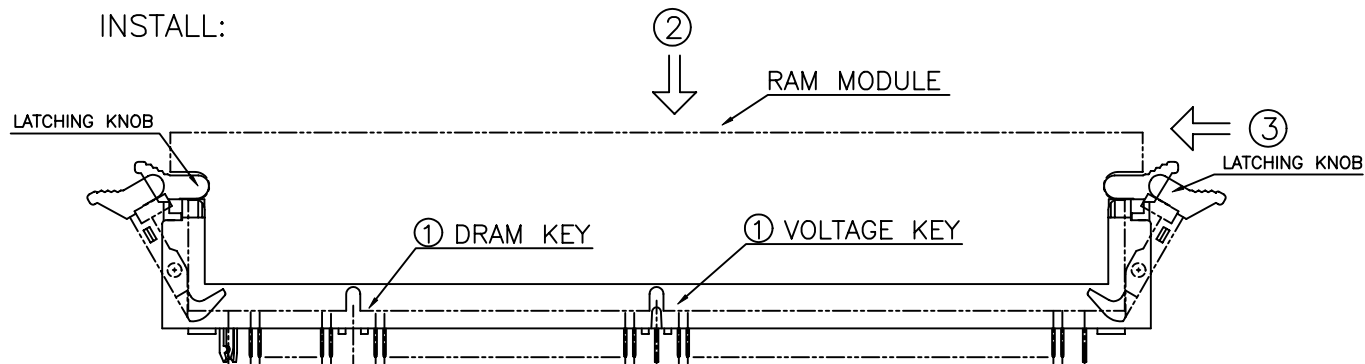 INSTALL:
②
RAM MODULE
LATCHING KNOB
③
LATCHING KNOB
① DRAM KEY
① VOLTAGE KEY